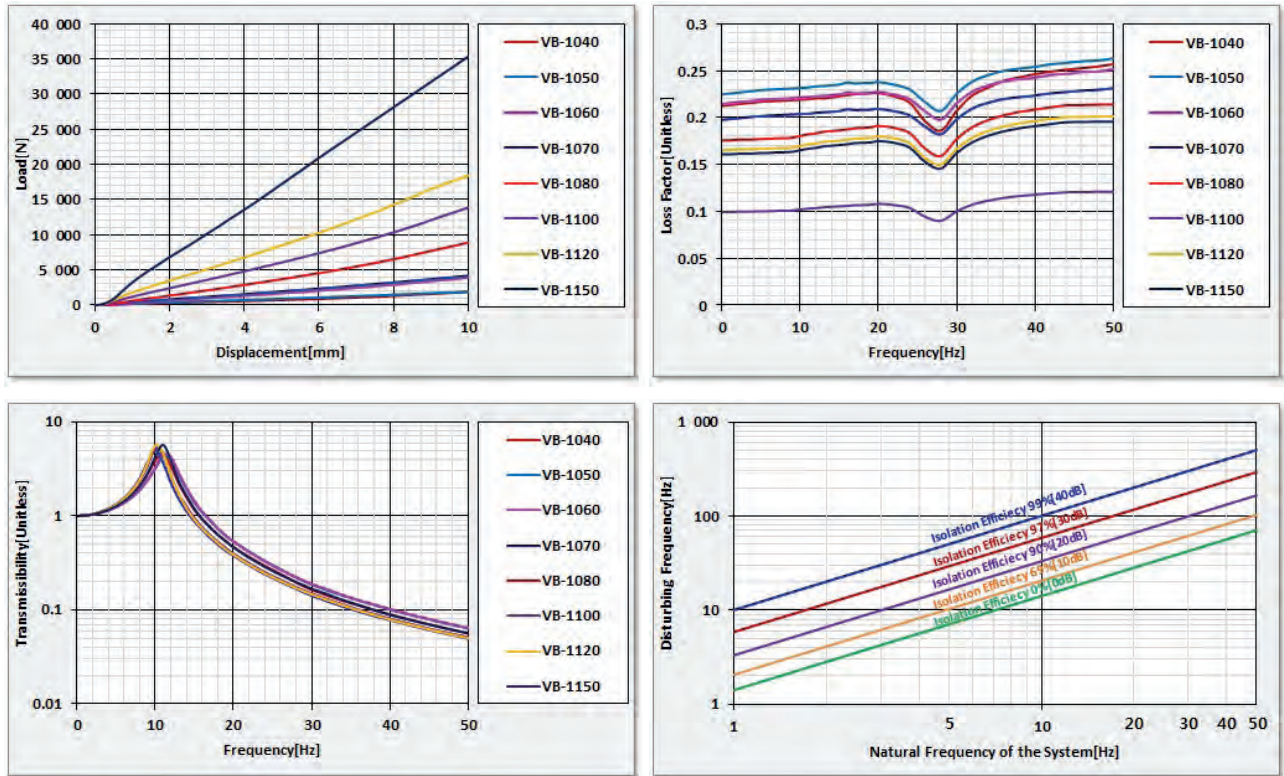 40 000
35 000
30 000
25 000
20 000
15 000
10 000
5 000
0
Load[N]
0 2 4 6 8 10
Displacement[mm]
VB-1040
VB-1050
VB-1060
VB-1070
VB-1080
VB-1100
VB-1120
VB-1150
0.3
0.25
0.2
0.15
0.1
0.05
0
Loss Factor[Unitless]
0 10 20 30 40 50
Frequency[Hz]
VB-1040
VB-1050
VB-1060
VB-1070
VB-1080
VB-1100
VB-1120
VB-1150
10
1
0.1
0.01
Transmissibility[Unitless]
0 10 20 30 40 50
Frequency[Hz]
VB-1040
VB-1050
VB-1060
VB-1070
VB-1080
VB-1100
VB-1120
VB-1150
1 000
100
10
1
Disturbing Frequency[Hz]
Isolation Efficiecy 99%[40dB]
Isolation Efficiecy 97%[30dB]
Isolation Efficiecy 90%[20dB]
Isolation Efficiecy 65%[10dB]
Isolation Efficiecy 0%[0dB]
1 5 10 20 30 40 50
Natural Frequency of the System[Hz]